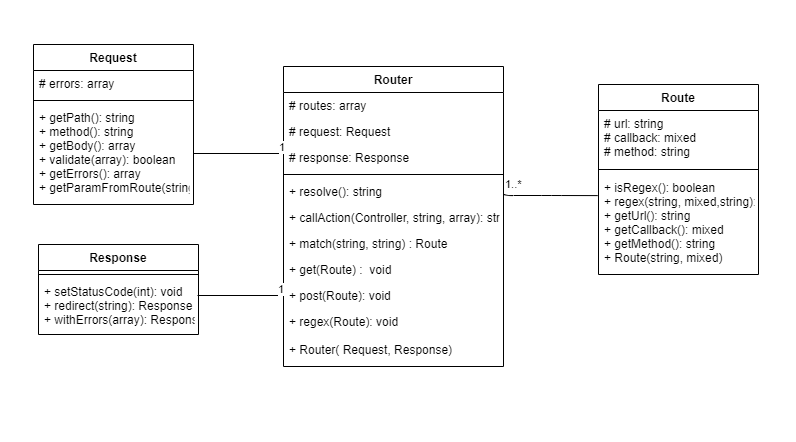 Request
# errors: array
+ getPath(): string
+ method(): string
+ getBody(): array
+ validate(array): boolean
+ getErrors(): array
+ getParamFromRoute(strin
Response
+ setStatusCode(int): void
+ redirect(string): Response
+ withErrors(array): Respons
1
1
Router
# routes: array
# request: Request
# response: Response
+ resolve(): string
+ callAction(Controller, string, array): str
+ match(string, string) : Route
+ get(Route) : void
+ post(Route): void
+ regex(Route): void
+ Router( Request, Response)
1..*
Route
# url: string
# callback: mixed
# method: string
+ isRegex(): boolean
+ regex(string, mixed,string):
+ getUrl(): string
+ getCallback(): mixed
+ getMethod(): string
+ Route(string, mixed)